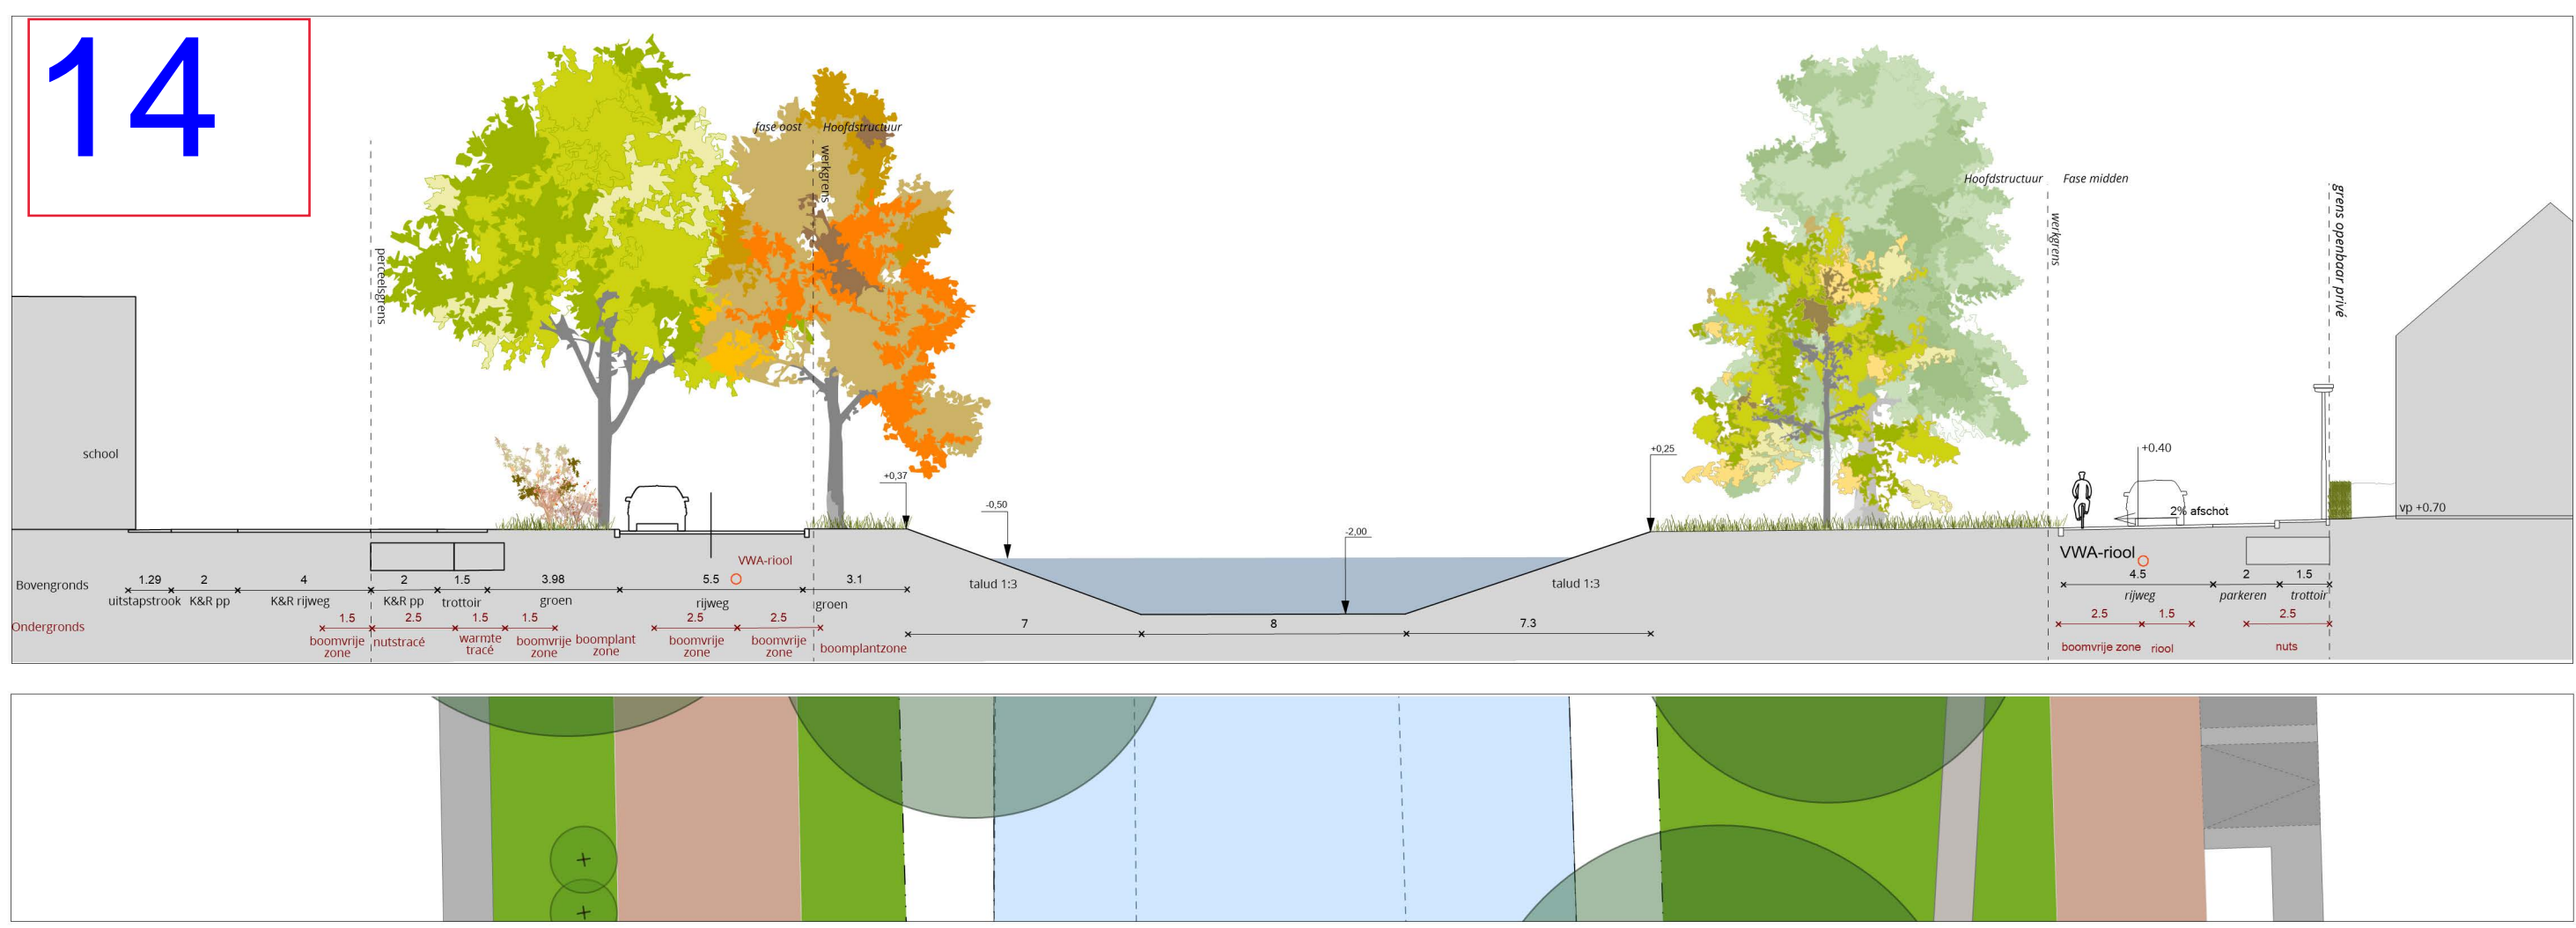 14
fase oost
Hoofdstructuur
werkgrens
perceelsgrens
Hoofdstructuur
Fase midden
werkgrens
grens openbaar privé
school
+0,37
-0,50
-2,00
+0,25
+0.40
2% afschot
vp +0.70
VWA-riool
VWA-riool
talud 1:3
talud 1:3
Bovengronds
1.29
2
4
2
1.5
3.98
5.5
3.1
4.5
2
1.5
uitstapstrook
K&R pp
K&R rijweg
K&R pp
trottoir
groen
rijweg
groen
rijweg
parkeren
trottoir
7
8
7.3
Ondergronds
1.5
2.5
1.5
1.5
2.5
2.5
2.5
1.5
2.5
boomvrije
zone
nutstracé
warmte
tracé
boomvrije
zone
boomplant
zone
boomvrije
zone
boomvrije
zone
boomplantzone
boomvrije zone
riool
nuts